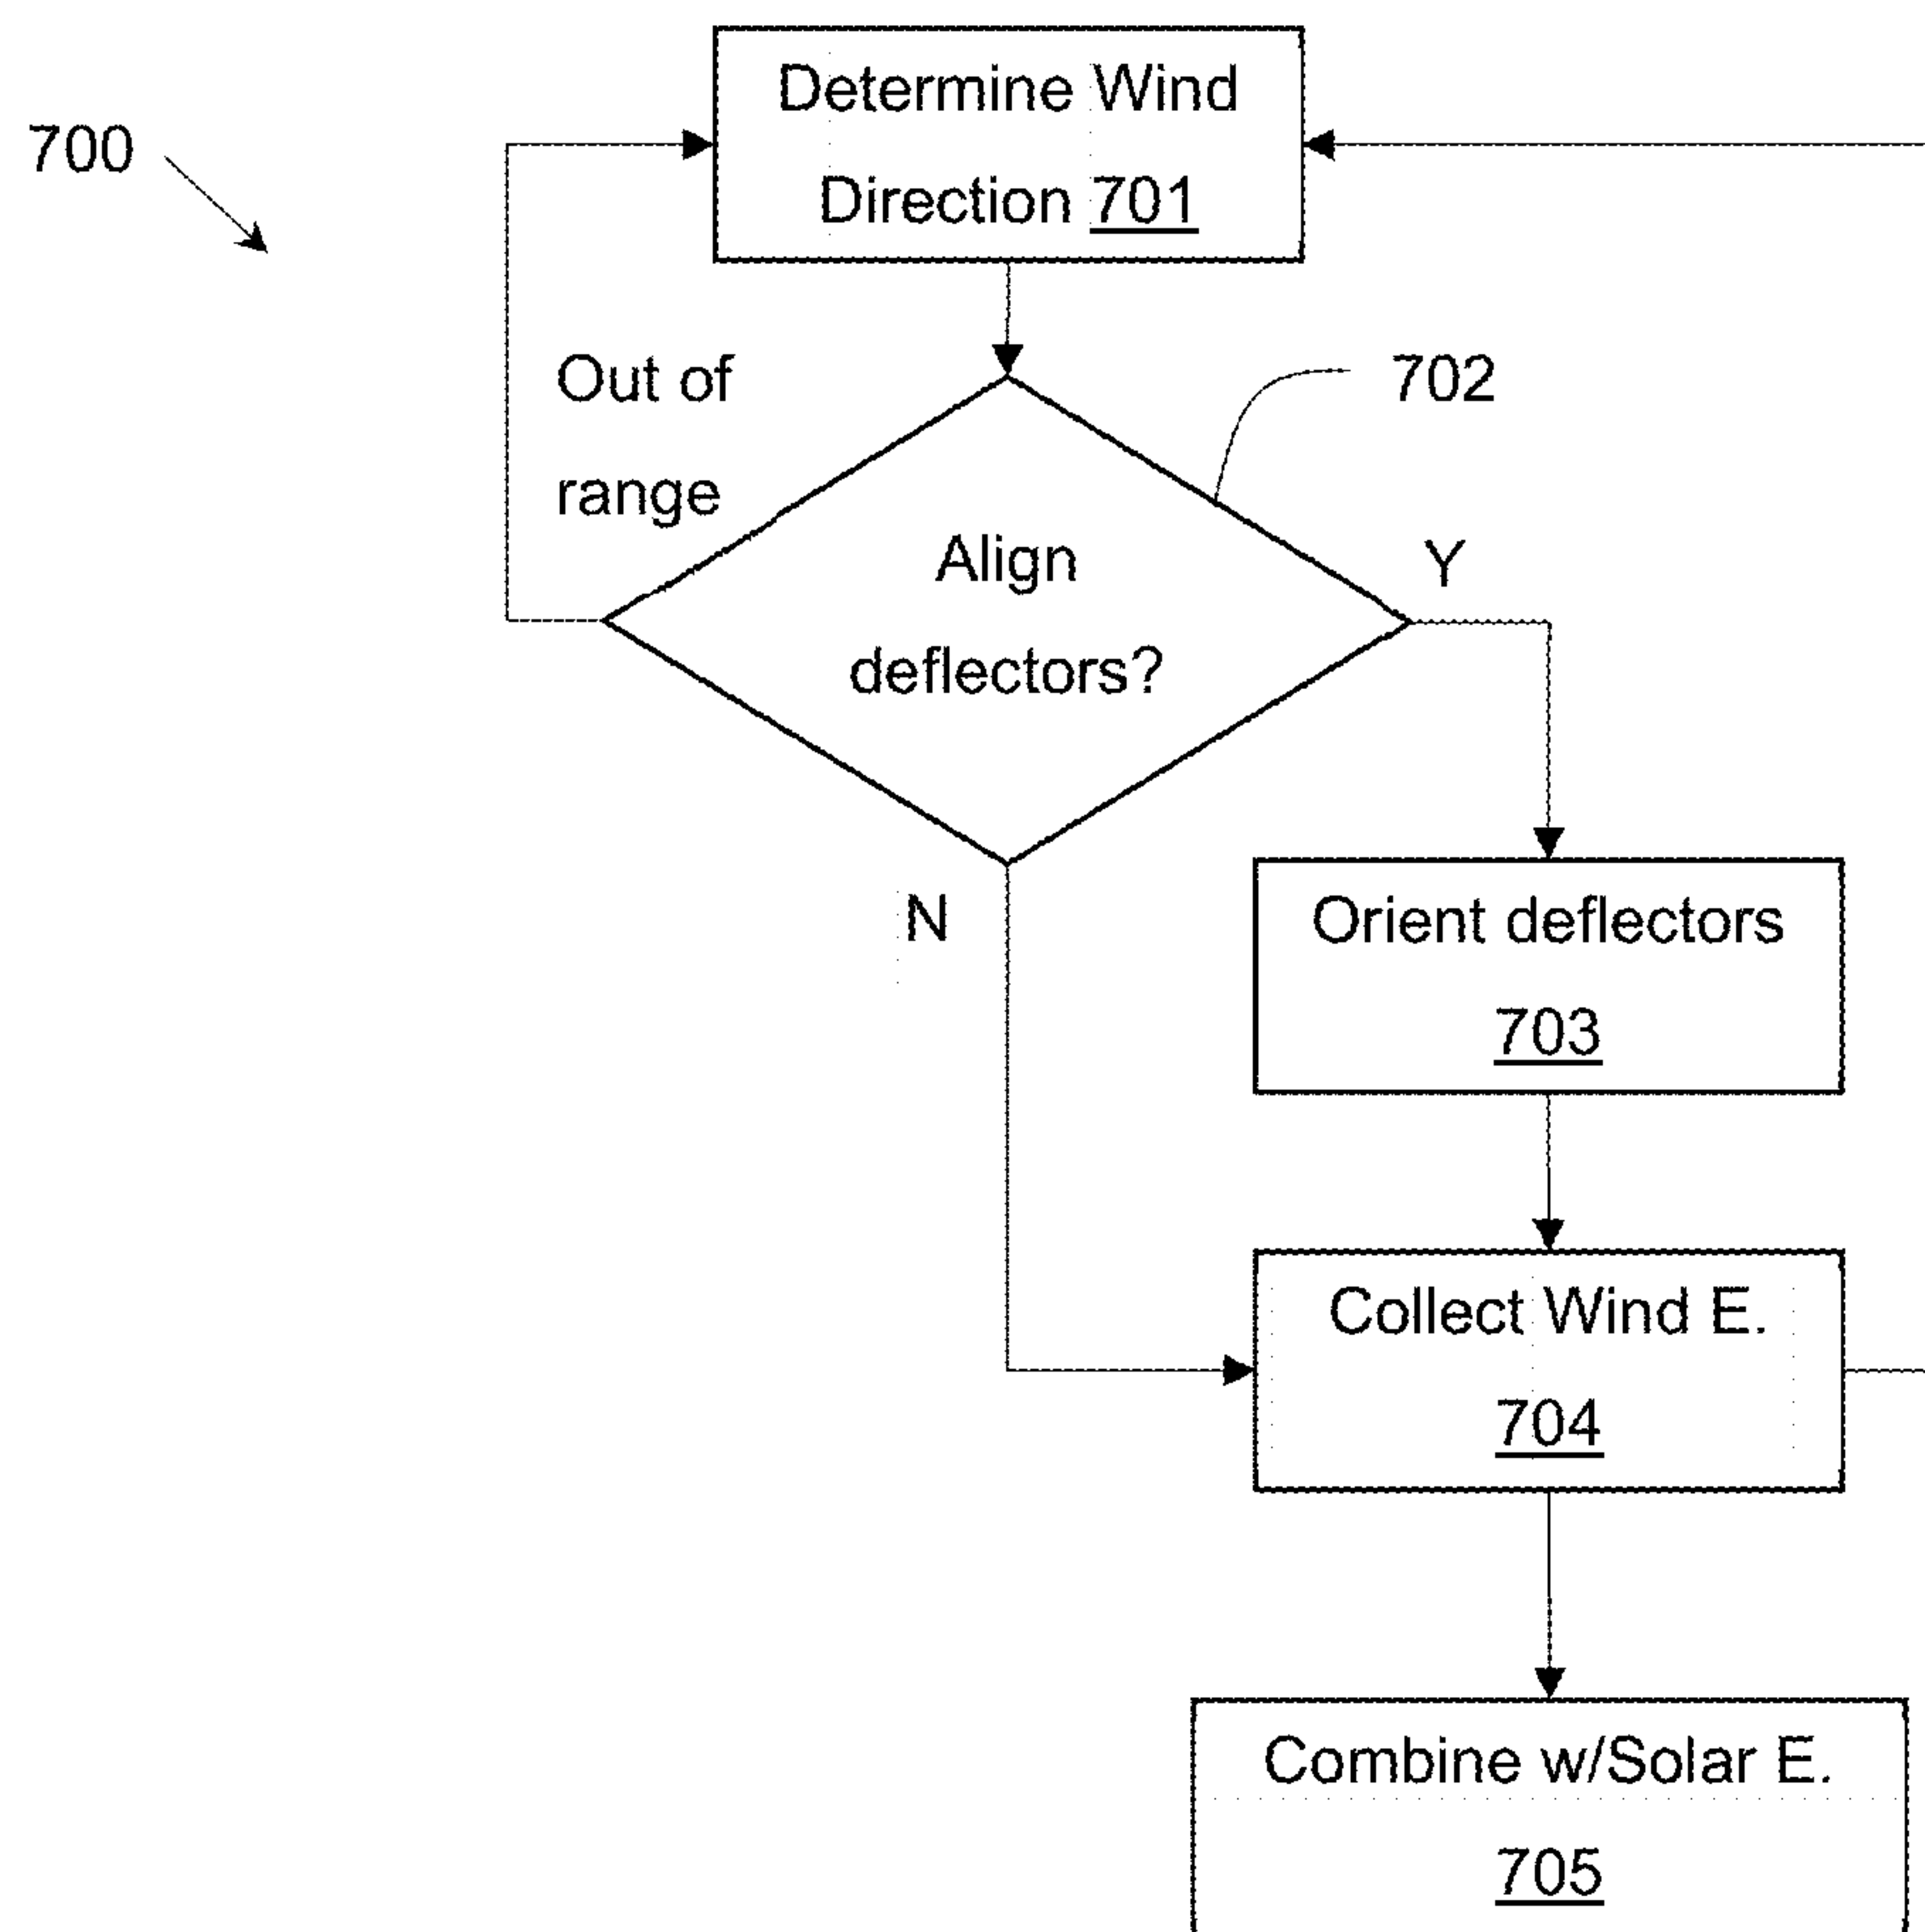 700
Determine Wind
Direction 701
Out of
range
702
Align
deflectors?
Y
N
Orient deflectors
703
Collect Wind E.
704
Combine w/Solar E.
705